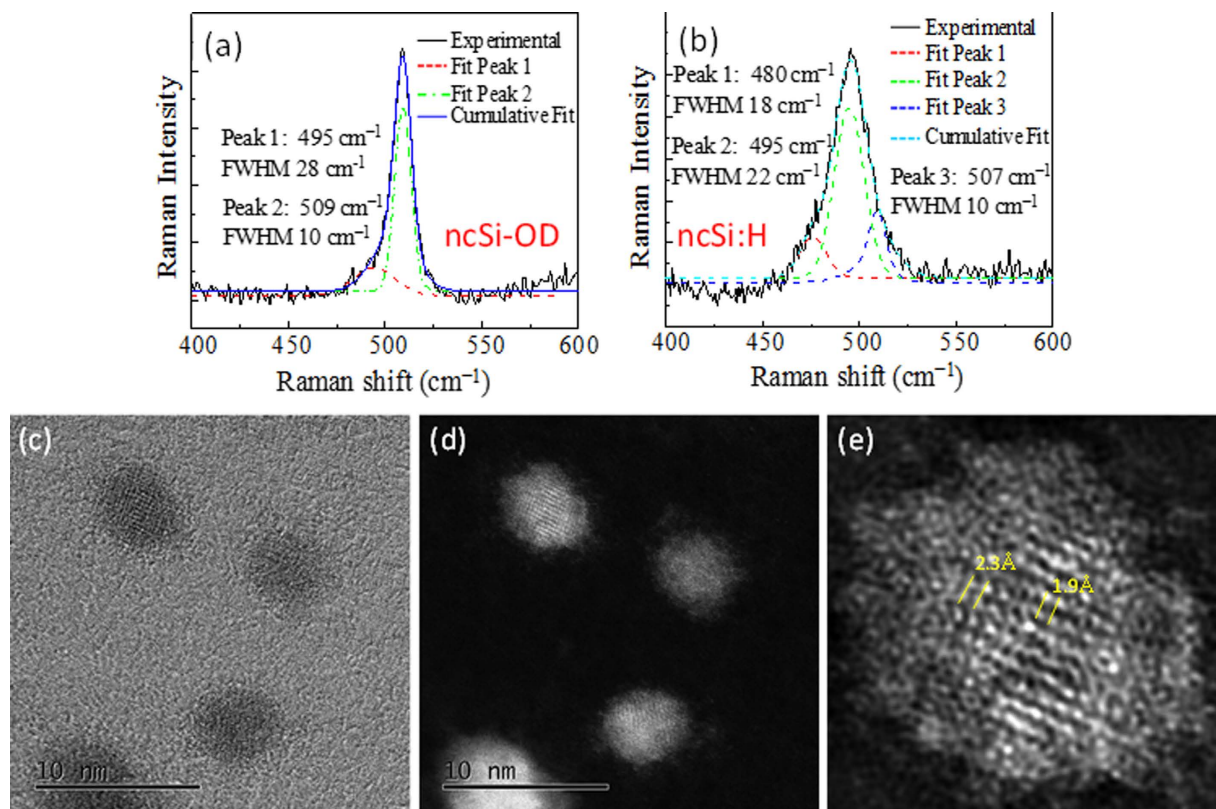 (a)
Experimental
Fit Peak 1
Fit Peak 2
Cumulative Fit
Peak 1: 495 cm⁻¹
FWHM 28 cm⁻¹
Peak 2: 509 cm⁻¹
FWHM 10 cm⁻¹
ncSi-OD
Raman Intensity
400 450 500 550 600
Raman shift (cm⁻¹)
(b)
Experimental
Fit Peak 1
Fit Peak 2
Fit Peak 3
Cumulative Fit
Peak 1: 480 cm⁻¹
FWHM 18 cm⁻¹
Peak 2: 495 cm⁻¹
FWHM 22 cm⁻¹
Peak 3: 507 cm⁻¹
FWHM 10 cm⁻¹
ncSi:H
Raman Intensity
400 450 500 550 600
Raman shift (cm⁻¹)
(c)
10 nm
(d)
10 nm
(e)
2.3Å
1.9Å